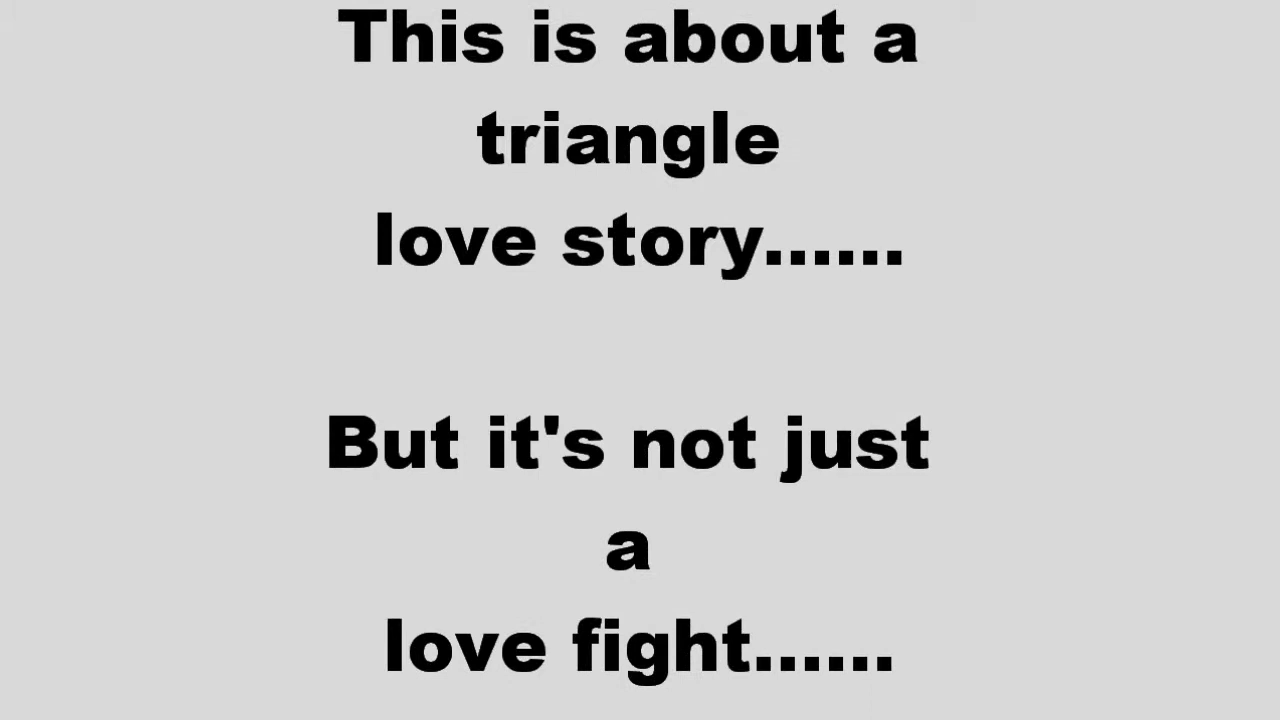 This is about a
triangle
love story......
But it's not just
a
love fight......